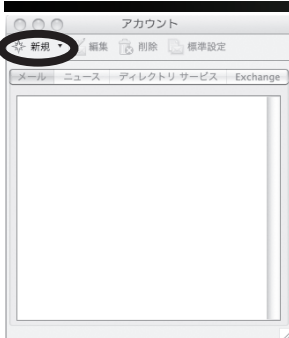 アカウント
新規 編集 削除 標準設定
メール ニュース ディレクトリ サービス Exchange